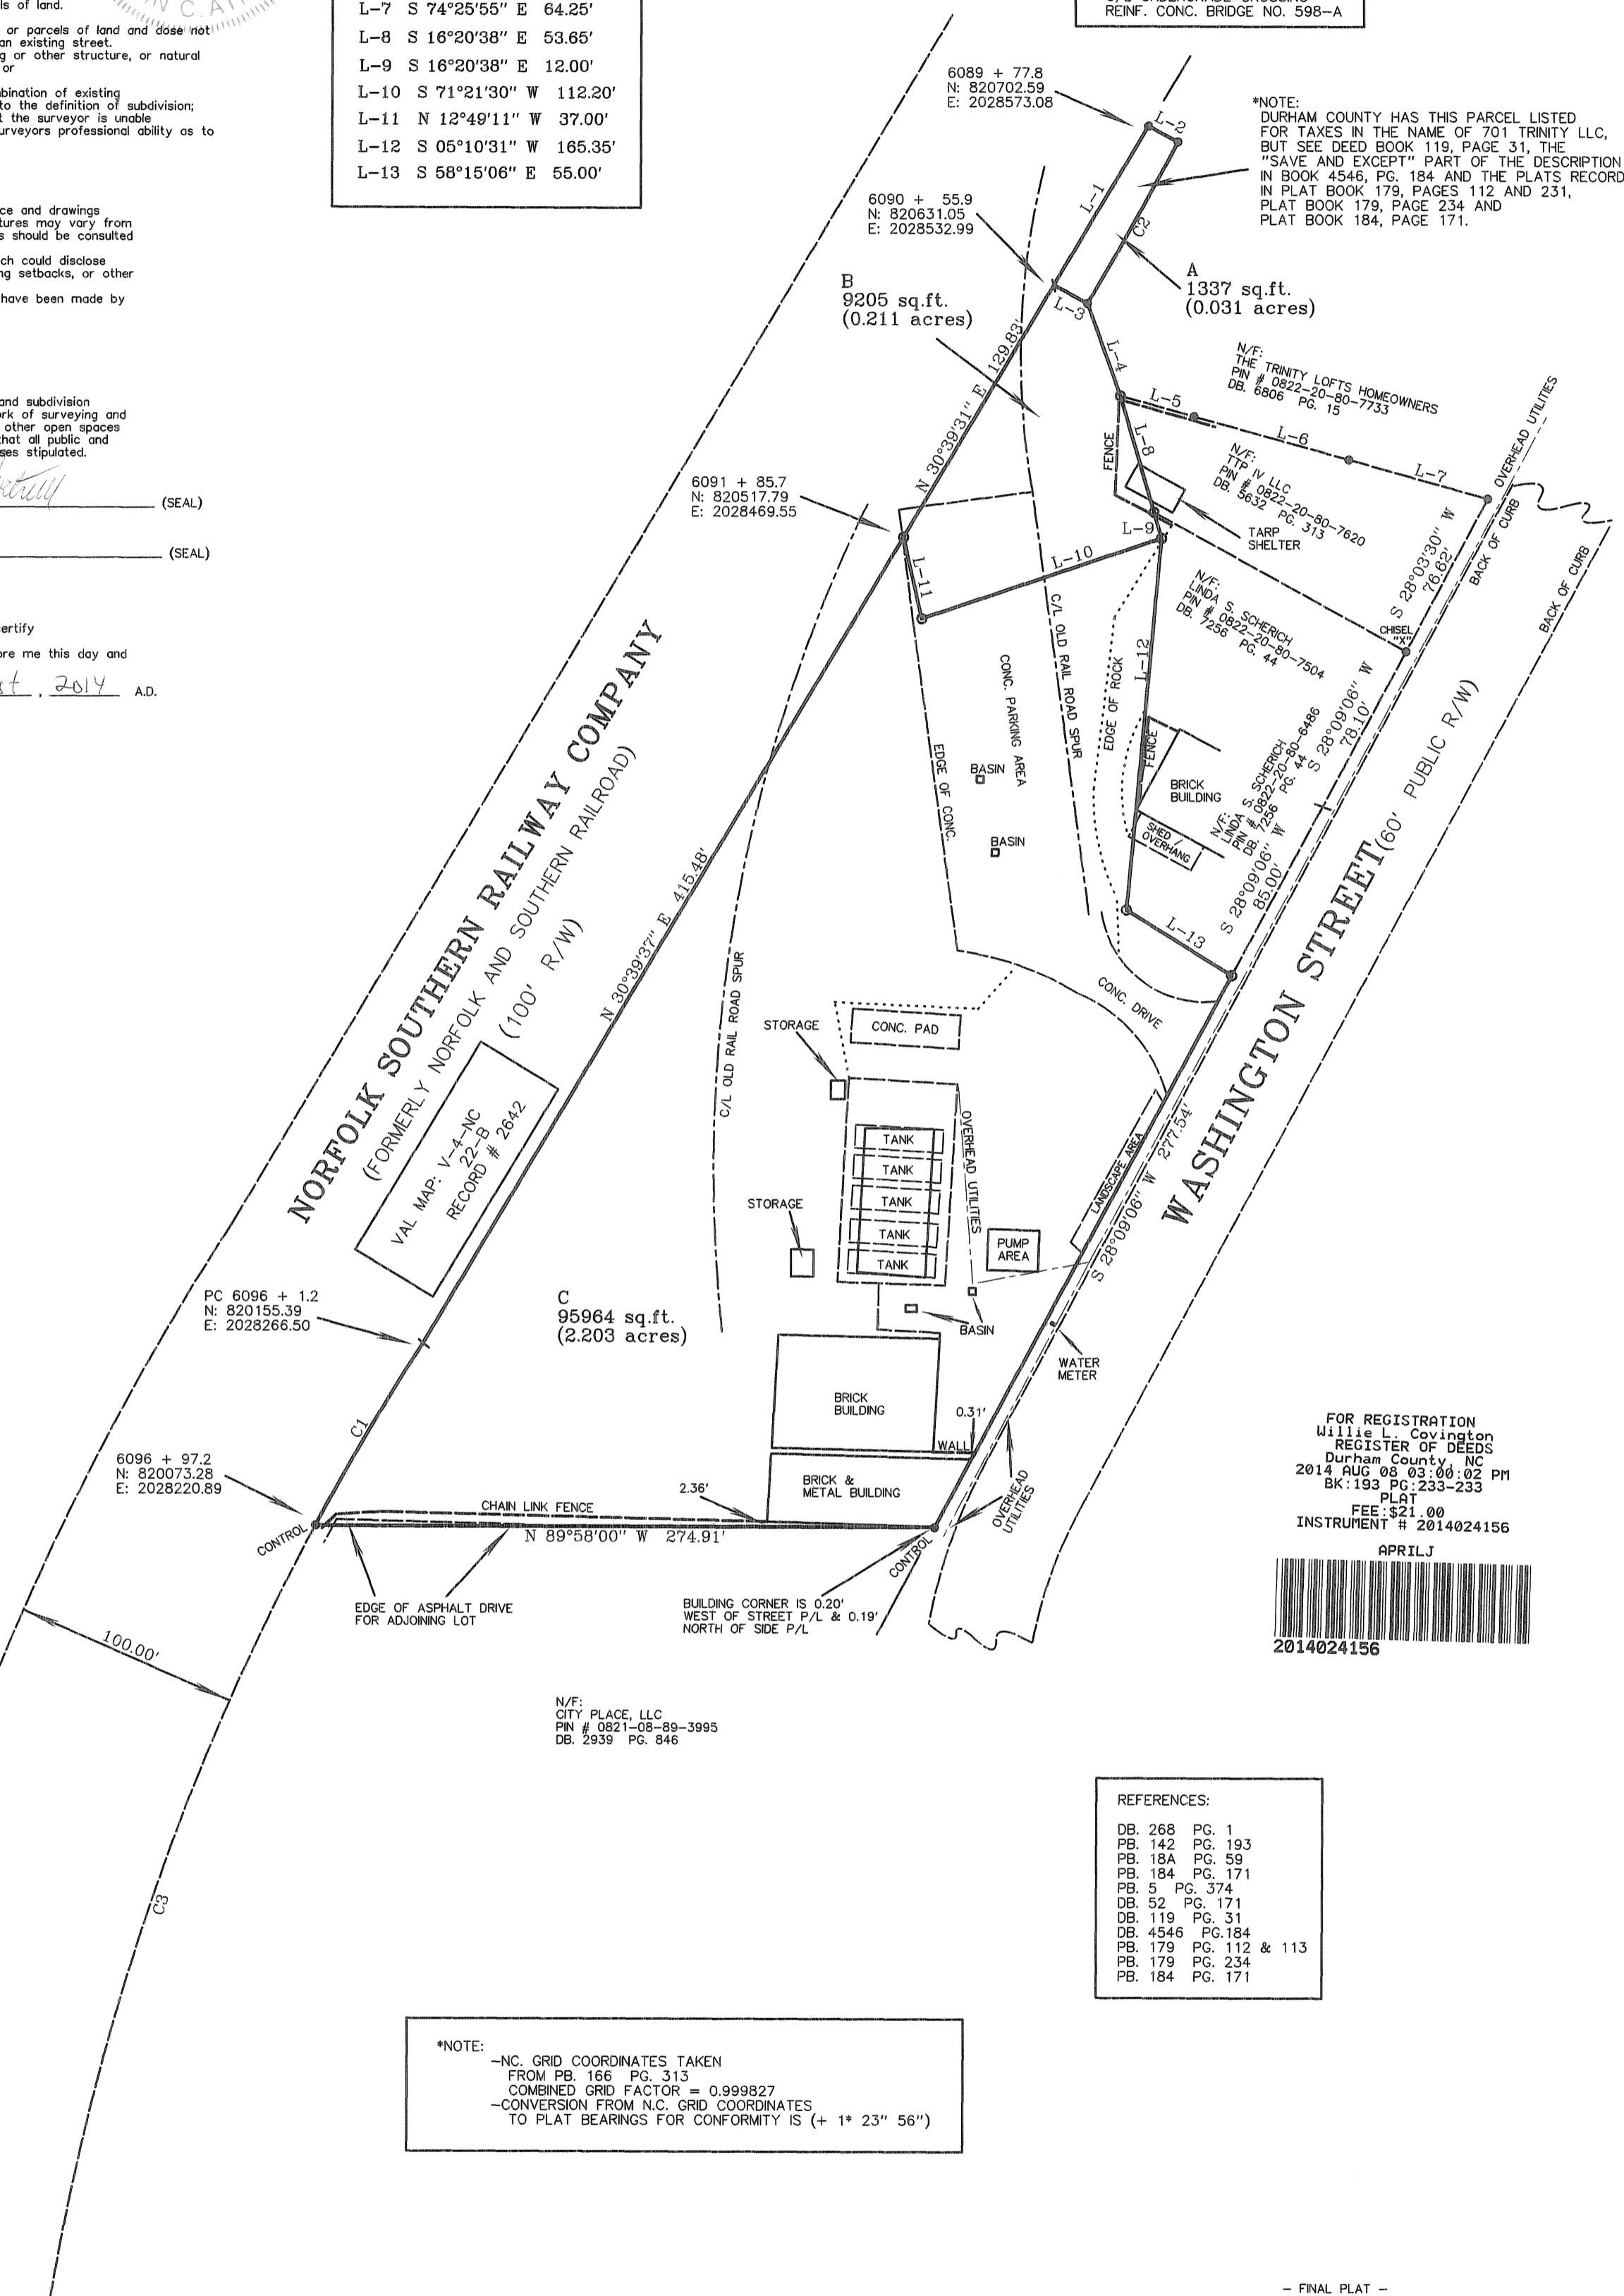 ls of land.
or parcels of land and dose not
an existing street.
g or other structure, or natural
or
bination of existing
to the definition of subdivision;
t the surveyor is unable
urveyors professional ability as to
ce and drawings
tures may vary from
s should be consulted
ch could disclose
ng setbacks, or other
have been made by
and subdivision
rk of surveying and
other open spaces
that all public and
ses stipulated.
(SEAL)
(SEAL)
ertify
ore me this day and
st , 2014 A.D.
L-7 S 74°25'55" E 64.25'
L-8 S 16°20'38" E 53.65'
L-9 S 16°20'38" E 12.00'
L-10 S 71°21'30" W 112.20'
L-11 N 12°49'11" W 37.00'
L-12 S 05°10'31" W 165.35'
L-13 S 58°15'06" E 55.00'
REINF. CONC. BRIDGE NO. 598-A
6089 + 77.8
N: 820702.59
E: 2028573.08
*NOTE:
DURHAM COUNTY HAS THIS PARCEL LISTED
FOR TAXES IN THE NAME OF 701 TRINITY LLC,
BUT SEE DEED BOOK 119, PAGE 31, THE
"SAVE AND EXCEPT" PART OF THE DESCRIPTION
IN BOOK 4546, PG. 184 AND THE PLATS RECORD
IN PLAT BOOK 179, PAGES 112 AND 231,
PLAT BOOK 179, PAGE 234 AND
PLAT BOOK 184, PAGE 171.
L-2
L-1
C2
6090 + 55.9
N: 820631.05
E: 2028532.99
A
1337 sq.ft.
(0.031 acres)
B
9205 sq.ft.
(0.211 acres)
L-3
L-4
N 30°39'31" E 129.83'
N/F:
THE TRINITY LOFTS HOMEOWNERS
PIN # 0822-20-80-7733
DB. 6806 PG. 15
L-5
L-6
L-7
L-8
FENCE
OVERHEAD UTILITIES
N/F:
TTP IV LLC
PIN # 0822-20-80-7620
DB. 5632 PG. 313
6091 + 85.7
N: 820517.79
E: 2028469.55
L-9
TARP
SHELTER
L-10
L-11
S 28°03'30" W
76.62'
BACK OF CURB
BACK OF CURB
N/F:
LINDA S. SCHERICH
PIN # 0822-20-80-7504
DB. 7256 PG. 44
CHISEL
"X"
C/L OLD RAIL ROAD SPUR
L-12
EDGE OF ROCK
CONC. PARKING AREA
EDGE OF CONC.
FENCE
BASIN
BASIN
BRICK
BUILDING
SHED /
OVERHANG
S 28°09'06" W
78.10'
N/F:
LINDA S. SCHERICH
PIN # 0822-20-80-6486
DB. 7256 PG. 44
S 28°09'06" W
85.00'
L-13
NORFOLK SOUTHERN RAILWAY COMPANY
(FORMERLY NORFOLK AND SOUTHERN RAILROAD)
(100' R/W)
N 30°39'37" E 415.48'
WASHINGTON STREET (60' PUBLIC R/W)
VAL MAP: V-4-NC
22-B
RECORD # 2642
C/L OLD RAIL ROAD SPUR
CONC. DRIVE
STORAGE
CONC. PAD
TANK
TANK
TANK
TANK
TANK
OVERHEAD UTILITIES
LANDSCAPE AREA
S 28°09'06" W 277.54'
STORAGE
PUMP
AREA
PC 6096 + 1.2
N: 820155.39
E: 2028266.50
C
95964 sq.ft.
(2.203 acres)
BASIN
WATER
METER
BRICK
BUILDING
0.31'
WALL
C1
6096 + 97.2
N: 820073.28
E: 2028220.89
BRICK &
METAL BUILDING
2.36'
OVERHEAD
UTILITIES
CHAIN LINK FENCE
N 89°58'00" W 274.91'
CONTROL
CONTROL
EDGE OF ASPHALT DRIVE
FOR ADJOINING LOT
BUILDING CORNER IS 0.20'
WEST OF STREET P/L & 0.19'
NORTH OF SIDE P/L
100.00'
FOR REGISTRATION
Willie L. Covington
REGISTER OF DEEDS
Durham County, NC
2014 AUG 08 03:00:02 PM
BK:193 PG:233-233
PLAT
FEE:$21.00
INSTRUMENT # 2014024156
APRILJ
2014024156
N/F:
CITY PLACE, LLC
PIN # 0821-08-89-3995
DB. 2939 PG. 846
C3
REFERENCES:
DB. 268 PG. 1
PB. 142 PG. 193
PB. 18A PG. 59
PB. 184 PG. 171
PB. 5 PG. 374
DB. 52 PG. 171
DB. 119 PG. 31
DB. 4546 PG.184
PB. 179 PG. 112 & 113
PB. 179 PG. 234
PB. 184 PG. 171
*NOTE:
-NC. GRID COORDINATES TAKEN
FROM PB. 166 PG. 313
COMBINED GRID FACTOR = 0.999827
-CONVERSION FROM N.C. GRID COORDINATES
TO PLAT BEARINGS FOR CONFORMITY IS (+ 1* 23" 56")
- FINAL PLAT -